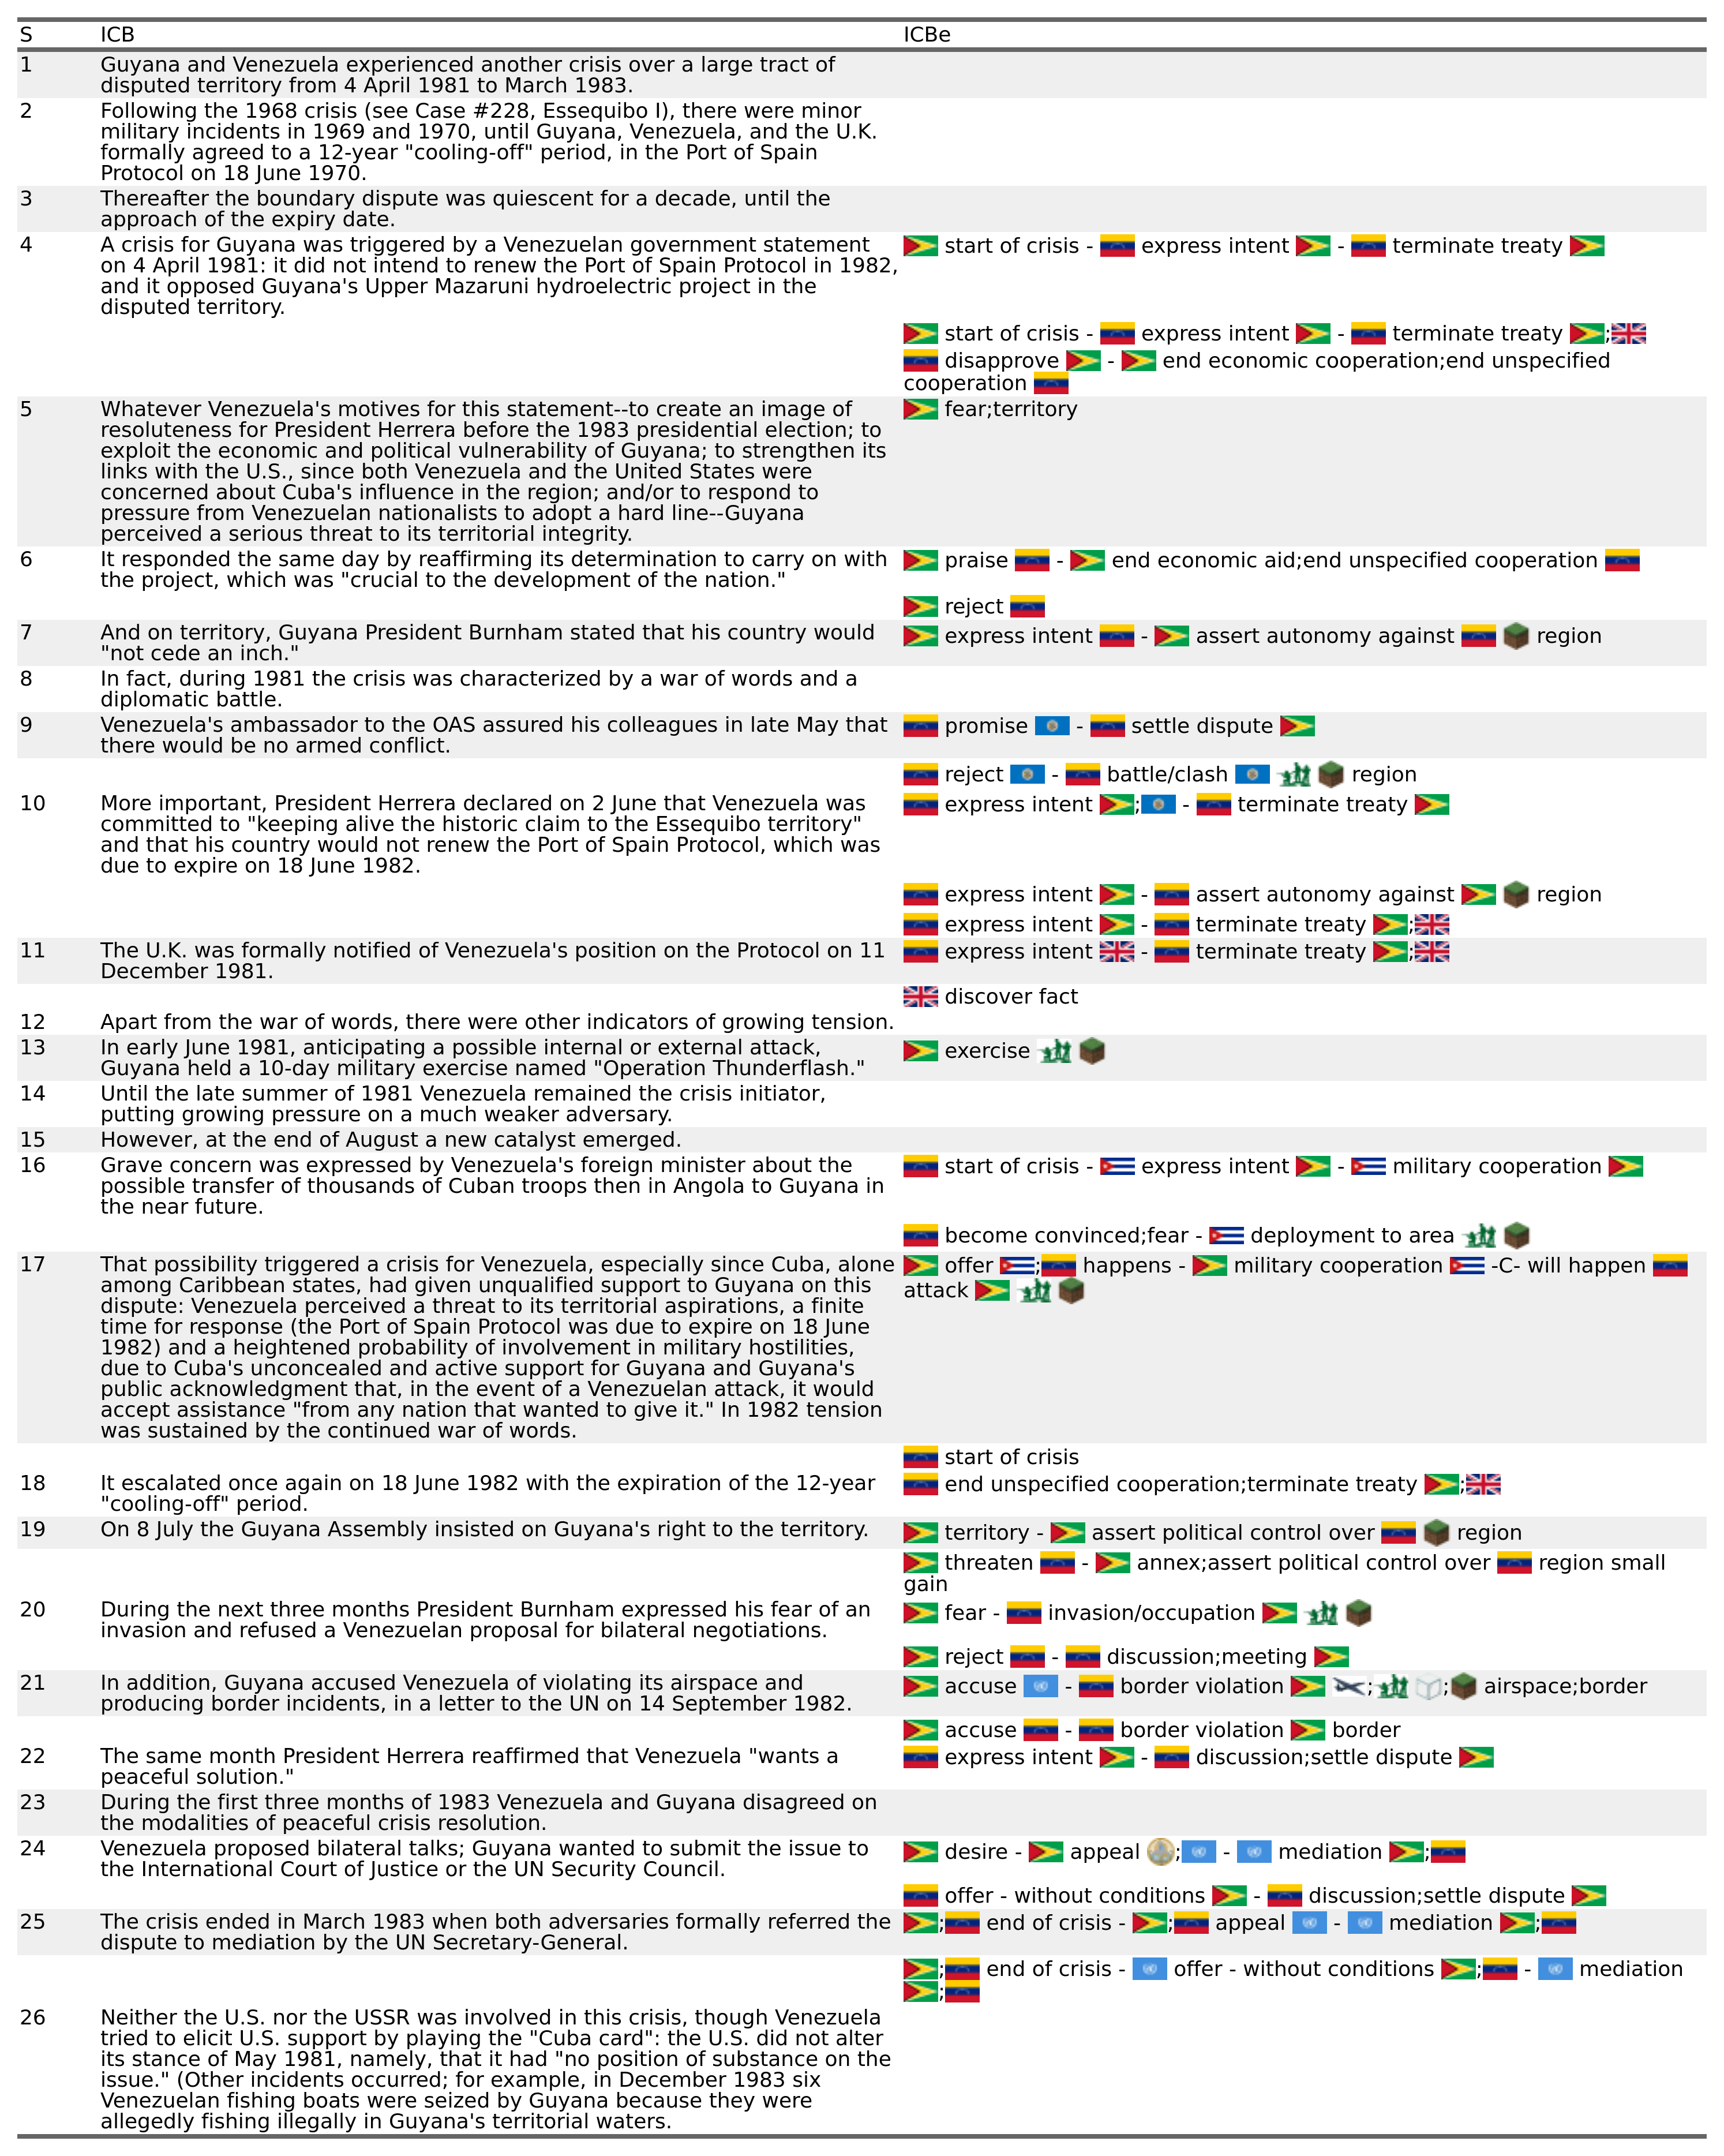 S ICB ICBe
1 Guyana and Venezuela experienced another crisis over a large tract of
disputed territory from 4 April 1981 to March 1983.
2 Following the 1968 crisis (see Case #228, Essequibo I), there were minor
military incidents in 1969 and 1970, until Guyana, Venezuela, and the U.K.
formally agreed to a 12-year "cooling-off" period, in the Port of Spain
Protocol on 18 June 1970.
3 Thereafter the boundary dispute was quiescent for a decade, until the
approach of the expiry date.
4 A crisis for Guyana was triggered by a Venezuelan government statement
on 4 April 1981: it did not intend to renew the Port of Spain Protocol in 1982,
and it opposed Guyana's Upper Mazaruni hydroelectric project in the
disputed territory.
start of crisis - express intent - terminate treaty
start of crisis - express intent - terminate treaty ;
disapprove - end economic cooperation;end unspecified
cooperation
5 Whatever Venezuela's motives for this statement--to create an image of
resoluteness for President Herrera before the 1983 presidential election; to
exploit the economic and political vulnerability of Guyana; to strengthen its
links with the U.S., since both Venezuela and the United States were
concerned about Cuba's influence in the region; and/or to respond to
pressure from Venezuelan nationalists to adopt a hard line--Guyana
perceived a serious threat to its territorial integrity.
fear;territory
6 It responded the same day by reaffirming its determination to carry on with
the project, which was "crucial to the development of the nation."
praise - end economic aid;end unspecified cooperation
reject
7 And on territory, Guyana President Burnham stated that his country would
"not cede an inch."
express intent - assert autonomy against region
8 In fact, during 1981 the crisis was characterized by a war of words and a
diplomatic battle.
9 Venezuela's ambassador to the OAS assured his colleagues in late May that
there would be no armed conflict.
promise - settle dispute
reject - battle/clash region
10 More important, President Herrera declared on 2 June that Venezuela was
committed to "keeping alive the historic claim to the Essequibo territory"
and that his country would not renew the Port of Spain Protocol, which was
due to expire on 18 June 1982.
express intent ; - terminate treaty
express intent - assert autonomy against region
express intent - terminate treaty ;
11 The U.K. was formally notified of Venezuela's position on the Protocol on 11
December 1981.
express intent - terminate treaty ;
discover fact
12 Apart from the war of words, there were other indicators of growing tension.
13 In early June 1981, anticipating a possible internal or external attack,
Guyana held a 10-day military exercise named "Operation Thunderflash."
exercise
14 Until the late summer of 1981 Venezuela remained the crisis initiator,
putting growing pressure on a much weaker adversary.
15 However, at the end of August a new catalyst emerged.
16 Grave concern was expressed by Venezuela's foreign minister about the
possible transfer of thousands of Cuban troops then in Angola to Guyana in
the near future.
start of crisis - express intent - military cooperation
become convinced;fear - deployment to area
17 That possibility triggered a crisis for Venezuela, especially since Cuba, alone
among Caribbean states, had given unqualified support to Guyana on this
dispute: Venezuela perceived a threat to its territorial aspirations, a finite
time for response (the Port of Spain Protocol was due to expire on 18 June
1982) and a heightened probability of involvement in military hostilities,
due to Cuba's unconcealed and active support for Guyana and Guyana's
public acknowledgment that, in the event of a Venezuelan attack, it would
accept assistance "from any nation that wanted to give it." In 1982 tension
was sustained by the continued war of words.
offer ; happens - military cooperation -C- will happen
attack
start of crisis
18 It escalated once again on 18 June 1982 with the expiration of the 12-year
"cooling-off" period.
end unspecified cooperation;terminate treaty ;
19 On 8 July the Guyana Assembly insisted on Guyana's right to the territory.
territory - assert political control over region
threaten - annex;assert political control over region small
gain
20 During the next three months President Burnham expressed his fear of an
invasion and refused a Venezuelan proposal for bilateral negotiations.
fear - invasion/occupation
reject - discussion;meeting
21 In addition, Guyana accused Venezuela of violating its airspace and
producing border incidents, in a letter to the UN on 14 September 1982.
accuse - border violation ; ; airspace;border
accuse - border violation border
22 The same month President Herrera reaffirmed that Venezuela "wants a
peaceful solution."
express intent - discussion;settle dispute
23 During the first three months of 1983 Venezuela and Guyana disagreed on
the modalities of peaceful crisis resolution.
24 Venezuela proposed bilateral talks; Guyana wanted to submit the issue to
the International Court of Justice or the UN Security Council.
desire - appeal ; - mediation ;
offer - without conditions - discussion;settle dispute
25 The crisis ended in March 1983 when both adversaries formally referred the
dispute to mediation by the UN Secretary-General.
; end of crisis - ; appeal - mediation ;
; end of crisis - offer - without conditions ; - mediation
;
26 Neither the U.S. nor the USSR was involved in this crisis, though Venezuela
tried to elicit U.S. support by playing the "Cuba card": the U.S. did not alter
its stance of May 1981, namely, that it had "no position of substance on the
issue." (Other incidents occurred; for example, in December 1983 six
Venezuelan fishing boats were seized by Guyana because they were
allegedly fishing illegally in Guyana's territorial waters.